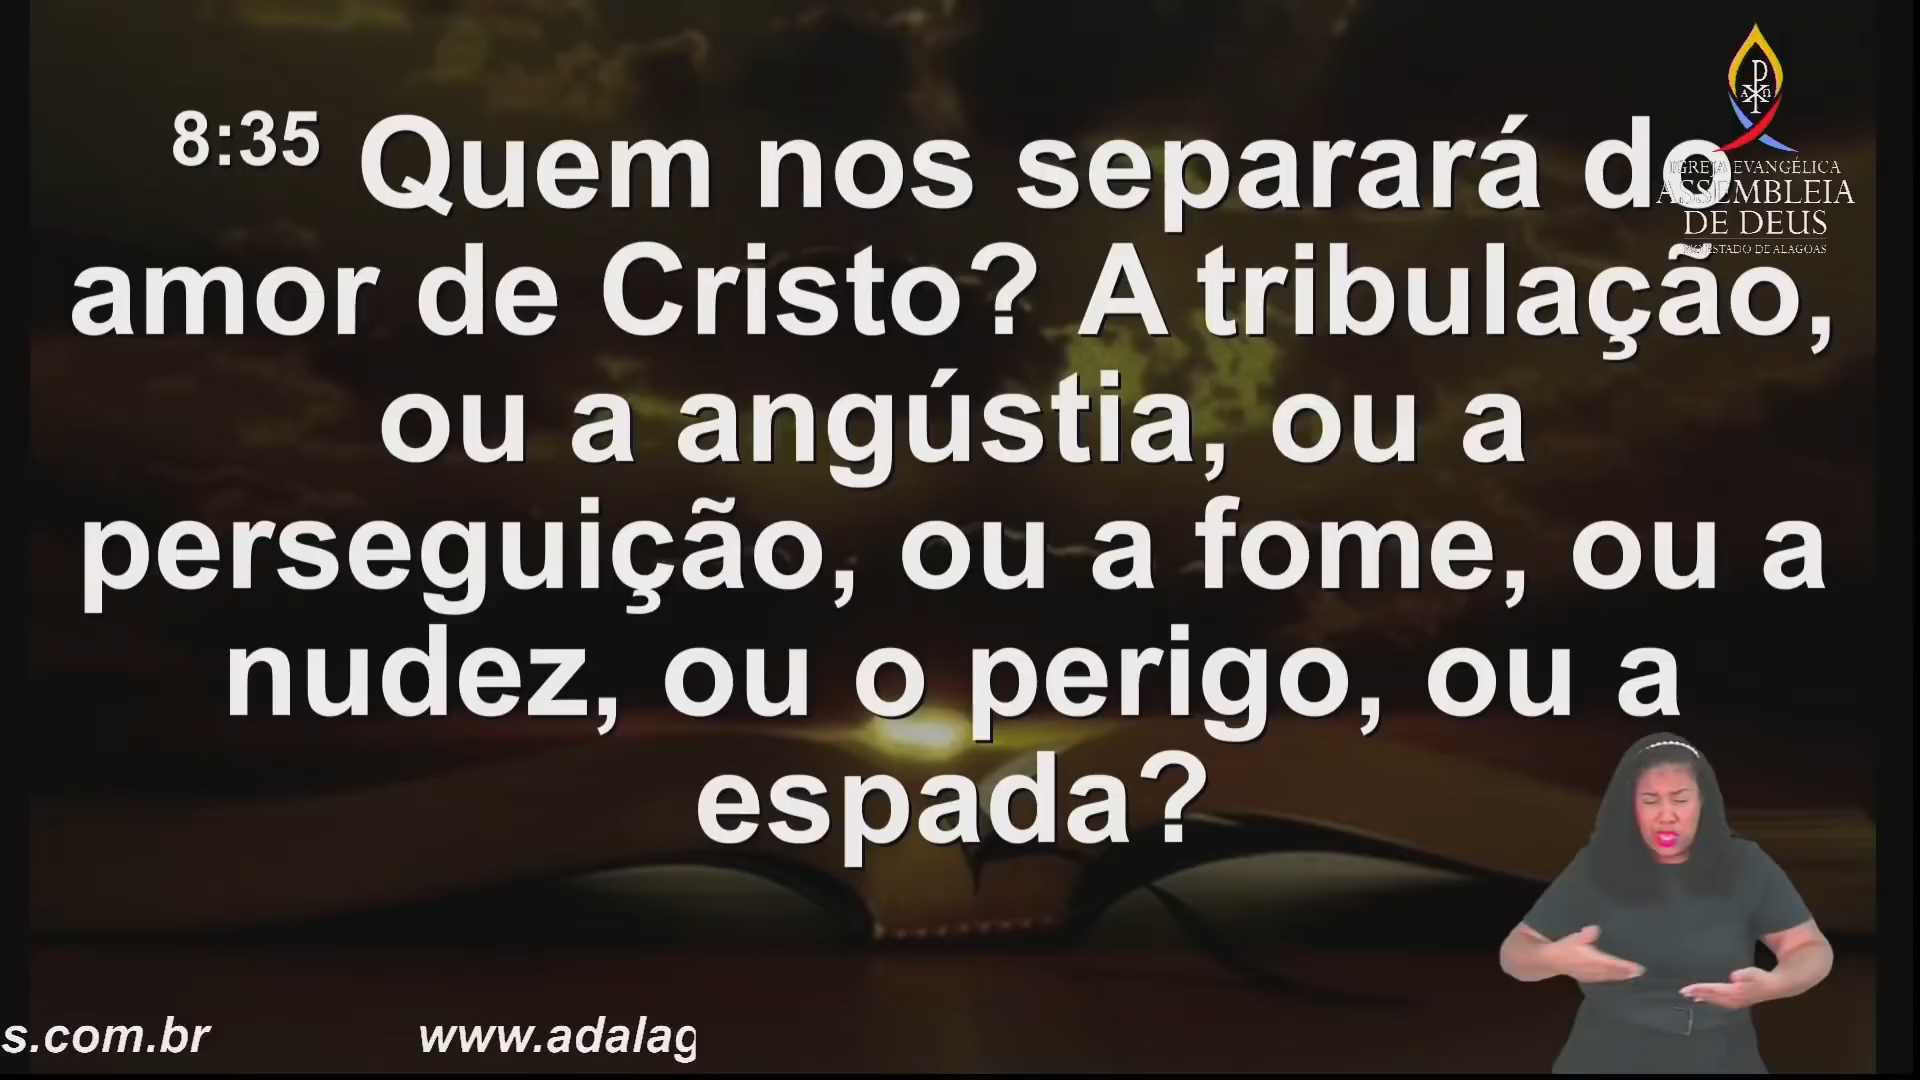 8:35 Quem nos separará do
amor de Cristo? A tribulação,
ou a angústia, ou a
perseguição, ou a fome, ou a
nudez, ou o perigo, ou a
espada?
IGREJA EVANGÉLICA
ASSEMBLEIA
DE DEUS
NO ESTADO DE ALAGOAS
s.com.br www.adalag